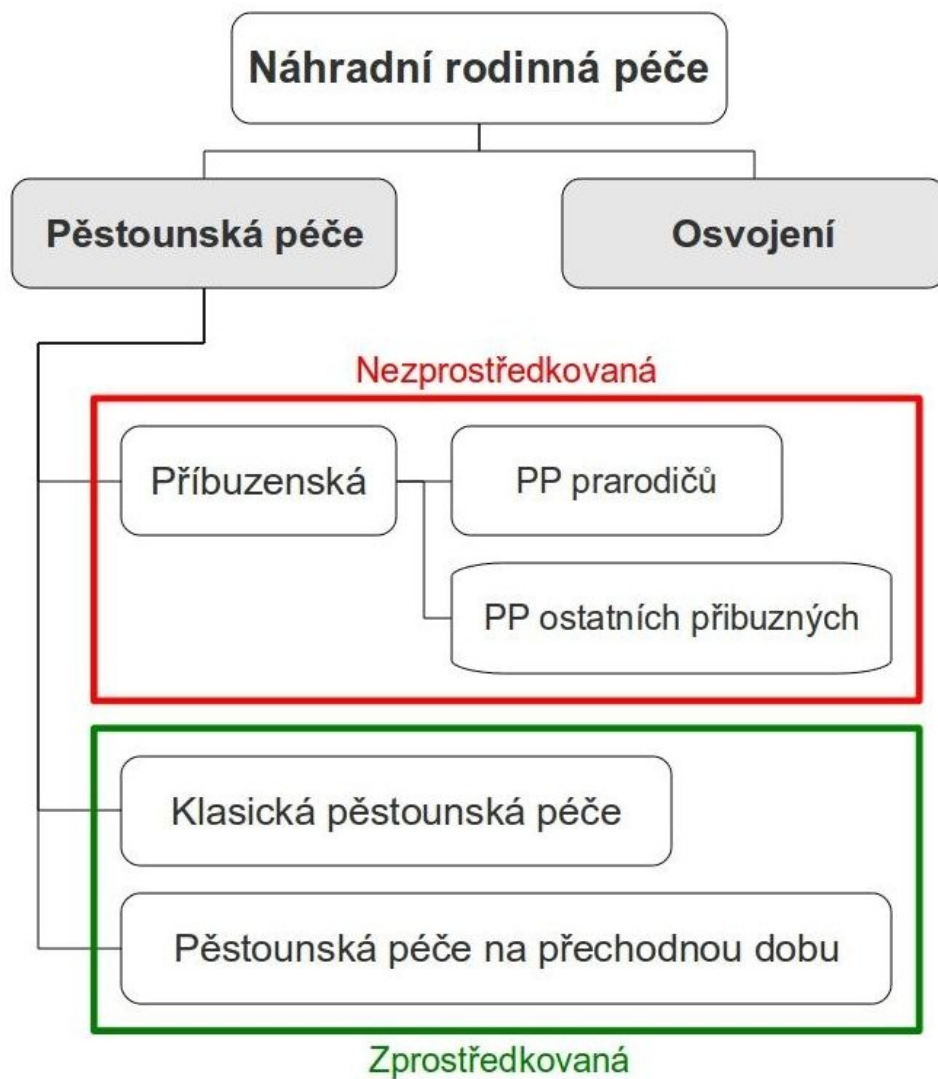 Náhradní rodinná péče
Pěstounská péče
Osvojení
Nezprostředkovaná
Příbuzenská
PP prarodičů
PP ostatních přibuzných
Klasická pěstounská péče
Pěstounská péče na přechodnou dobu
Zprostředkovaná